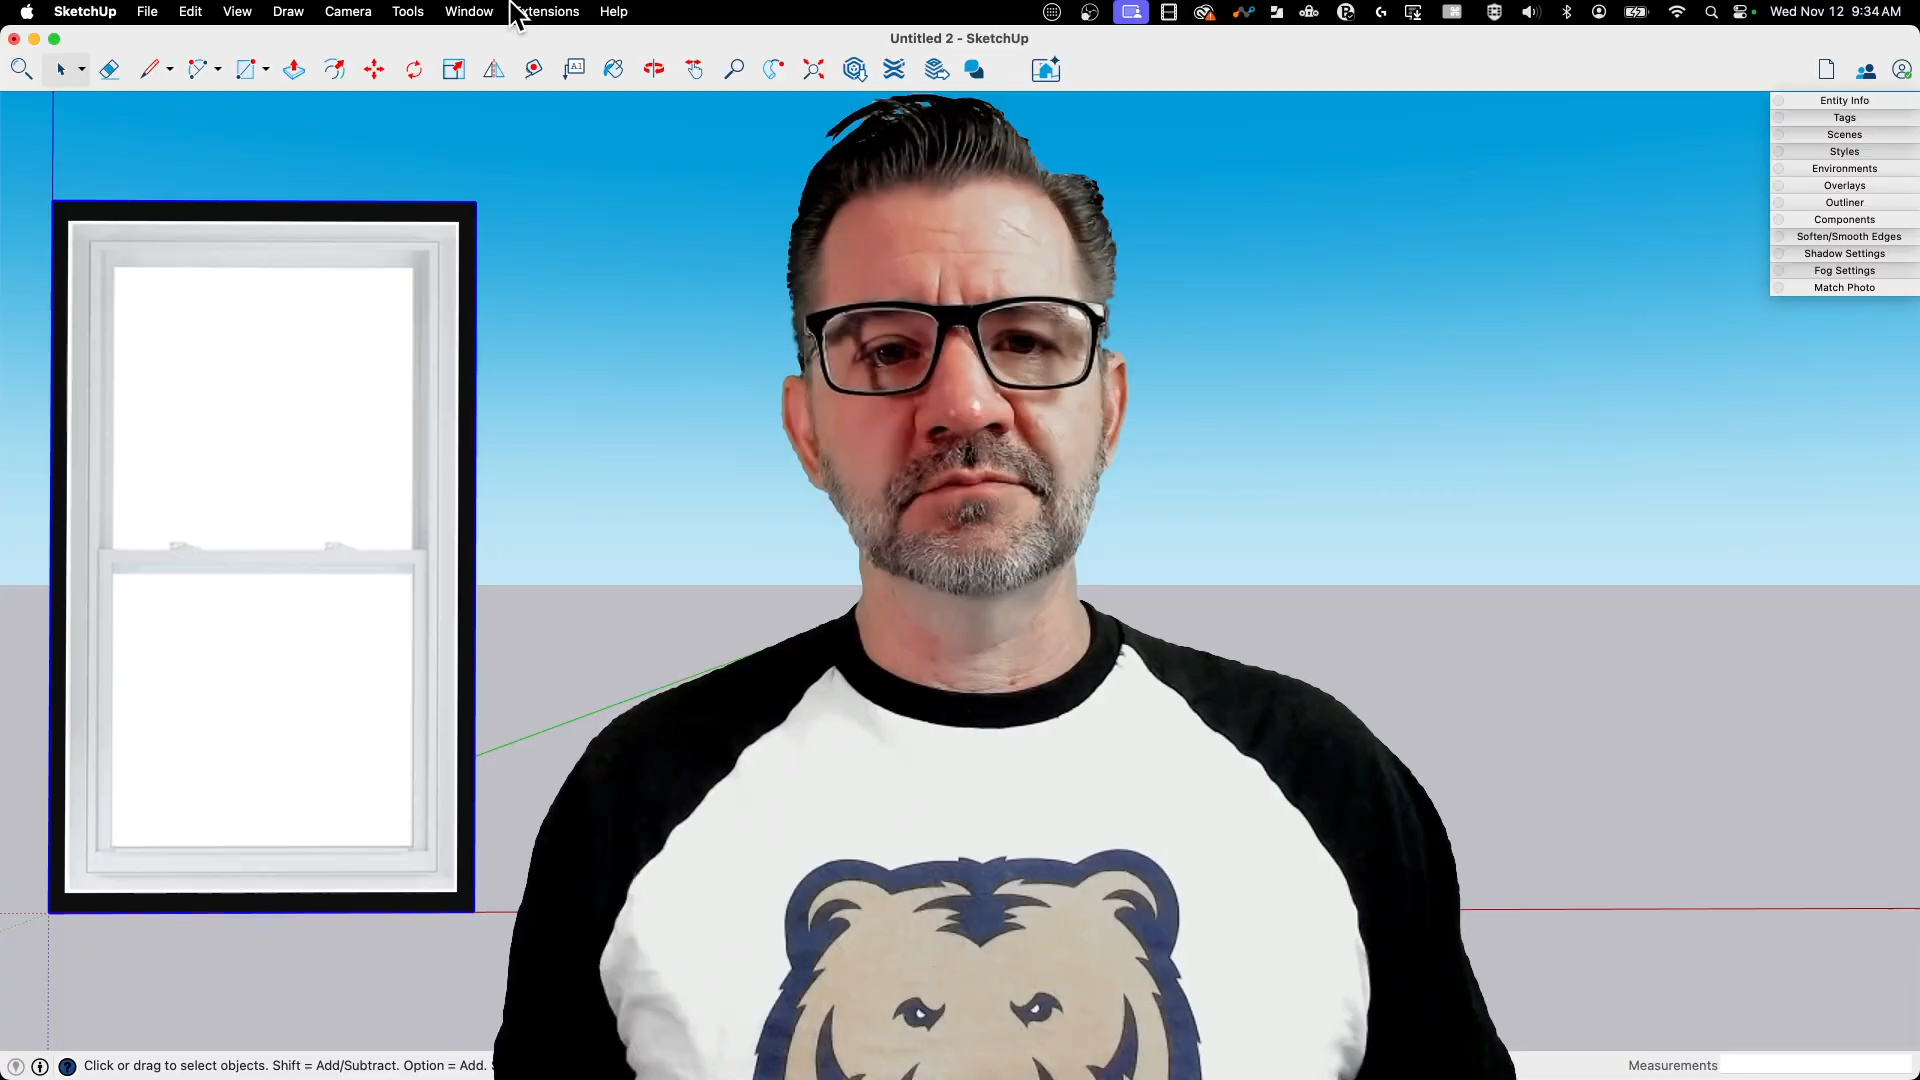 SketchUp File Edit View Draw Camera Tools Window Extensions Help Wed Nov 12 9:34 AM
Untitled 2 - SketchUp
A1
Entity Info
Tags
Scenes
Styles
Environments
Overlays
Outliner
Components
Soften/Smooth Edges
Shadow Settings
Fog Settings
Match Photo
Click or drag to select objects. Shift = Add/Subtract. Option = Add.
Measurements